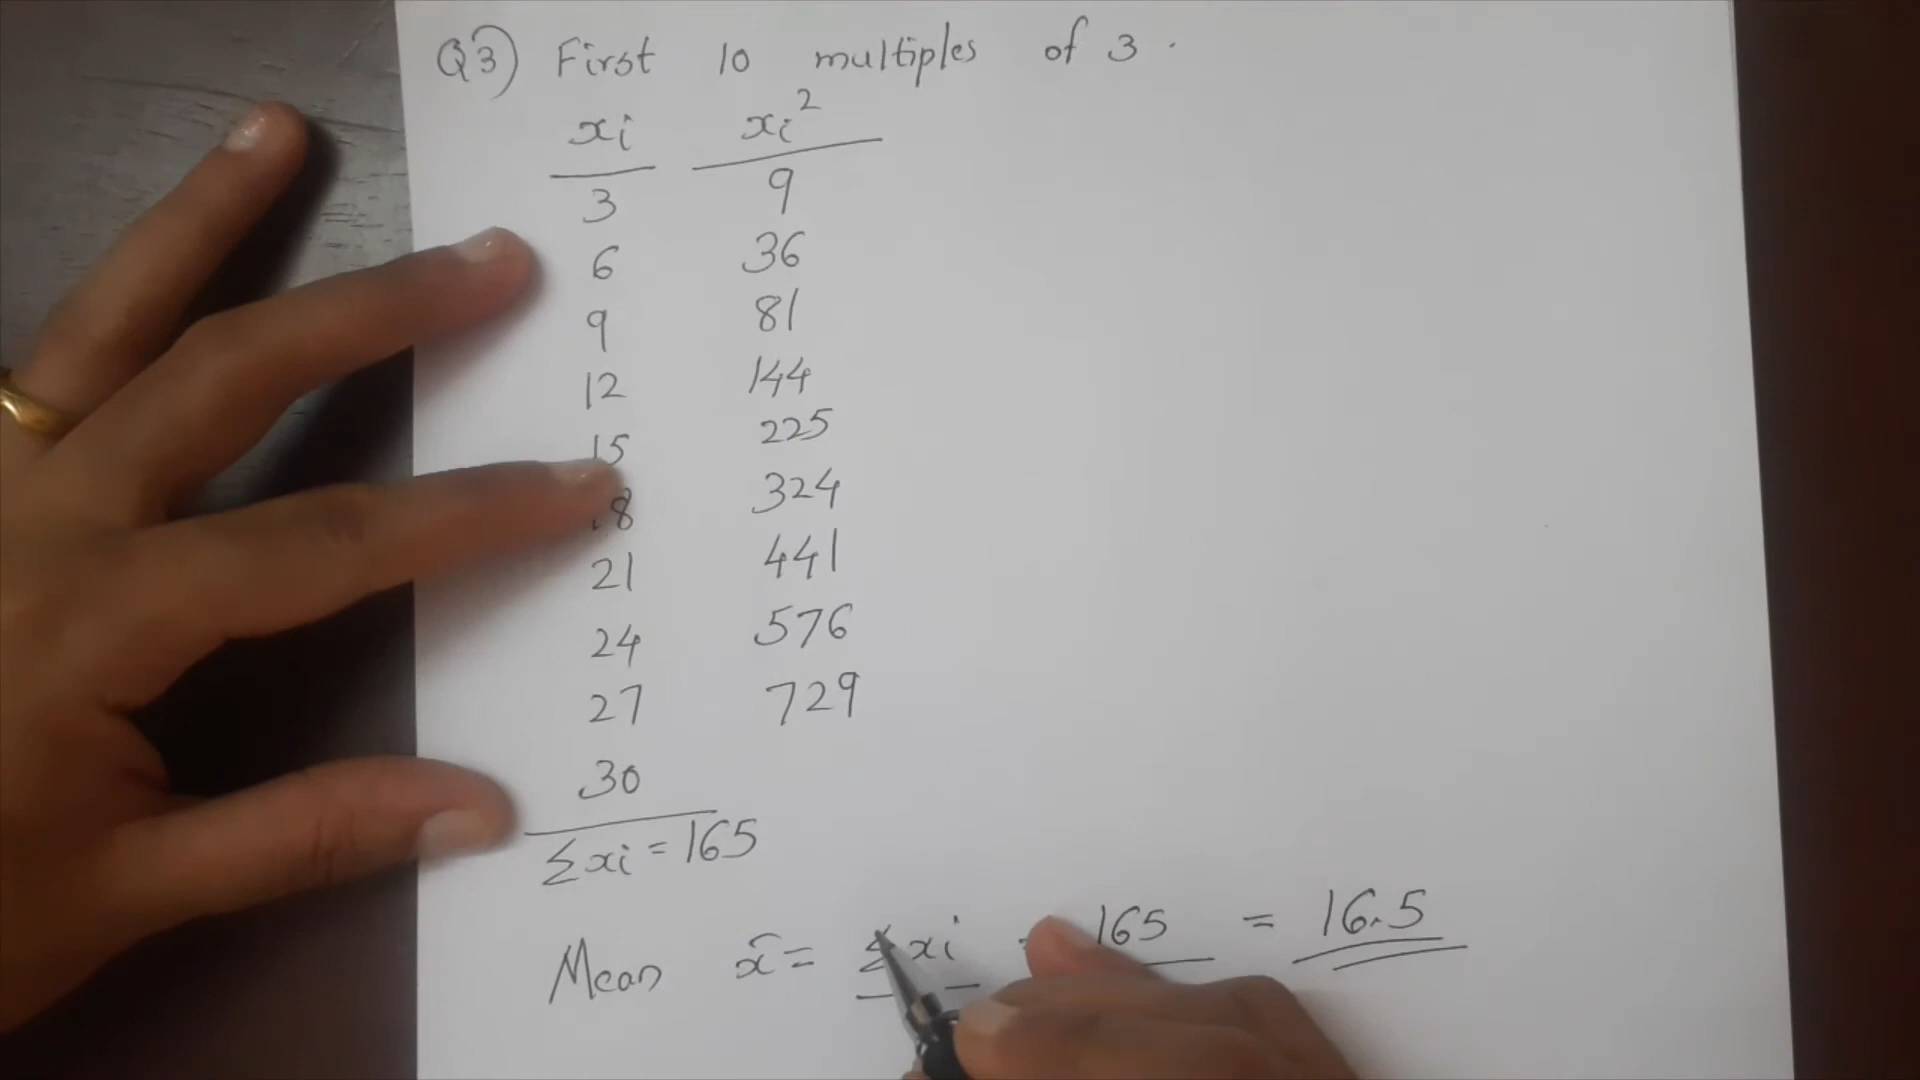 Q3) First 10 multiples of 3.
xi xi²
3 9
6 36
9 81
12 144
15 225
18 324
21 441
24 576
27 729
30
Σxi = 165
Mean x̄ = Σxi = 165 = 16.5